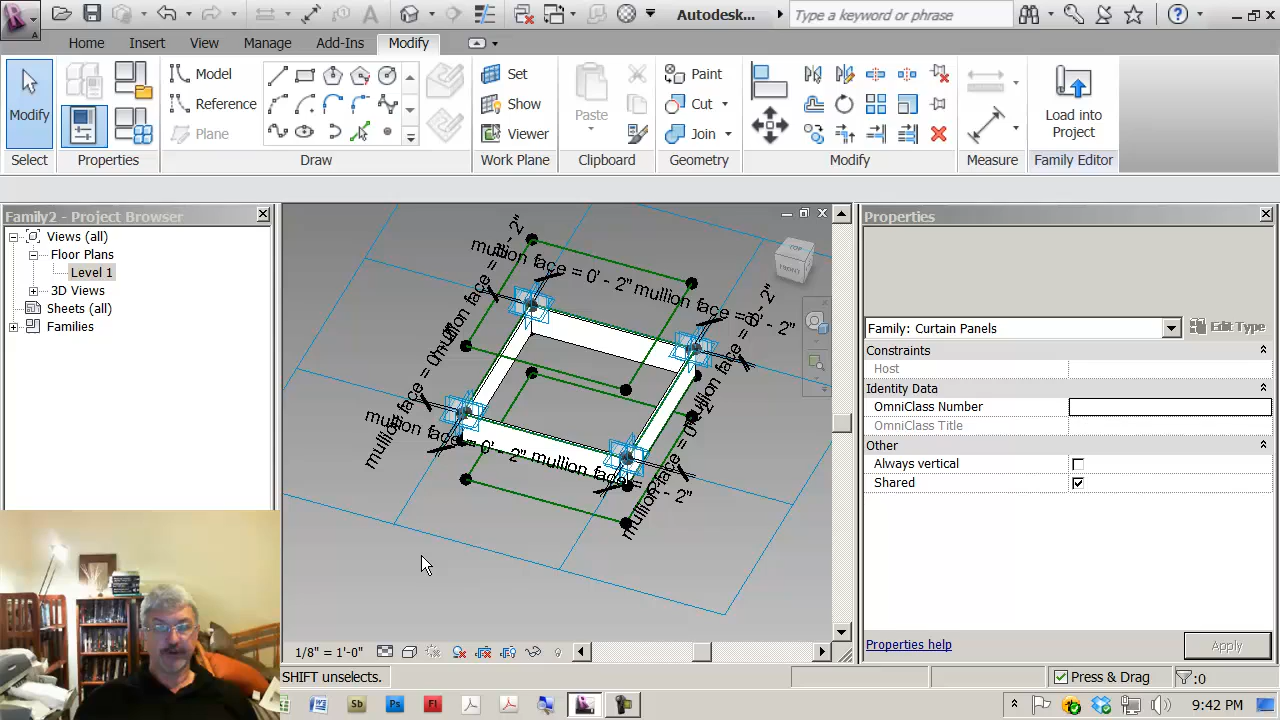 Autodesk...
Type a keyword or phrase
Home Insert View Manage Add-Ins Modify
Modify
Model
Reference
Plane
Set
Show
Viewer
Paste
Paint
Cut
Join
Load into
Project
Select Properties Draw Work Plane Clipboard Geometry Modify Measure Family Editor
Family2 - Project Browser
Views (all)
Floor Plans
Level 1
3D Views
Sheets (all)
Families
mullion face = 0' - 2"
mullion face = 0' - 2"
mullion face = 0' - 2"
mullion face = 0' - 2"
TOP
FRONT
1/8" = 1'-0"
Properties
Family: Curtain Panels
Edit Type
Constraints
Host
Identity Data
OmniClass Number
OmniClass Title
Other
Always vertical
Shared
Properties help
Apply
SHIFT unselects.
Press & Drag
:0
Sb
Ps
Fl
9:42 PM